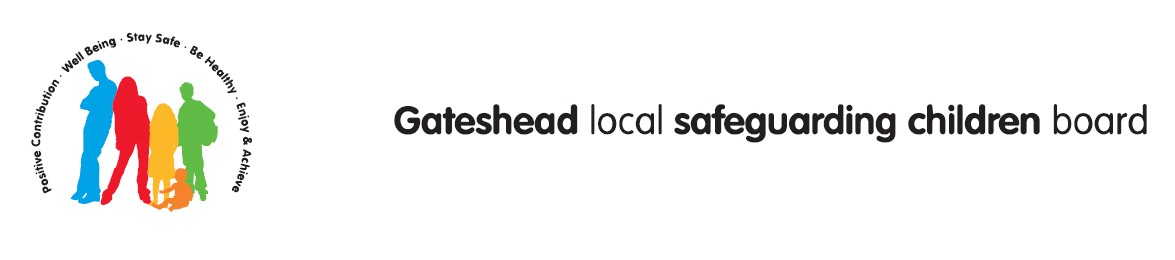 Positive Contribution · Well Being · Stay Safe · Be Healthy · Enjoy & Achieve
Gateshead local safeguarding children board